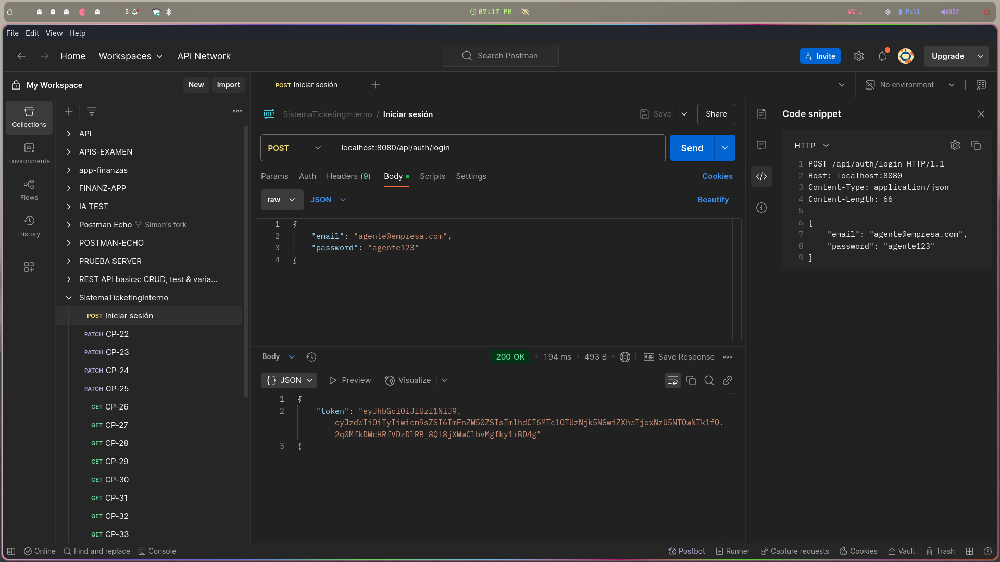 5
07:17 PM
4%
Full
85%
File Edit View Help
Home Workspaces API Network
Search Postman
Invite
Upgrade
My Workspace
New Import
POST Iniciar sesión
No environment
Collections
Environments
Flows
History
API
APIS-EXAMEN
app-finanzas
FINANZ-APP
IA TEST
Postman Echo Simon's fork
POSTMAN-ECHO
PRUEBA SERVER
REST API basics: CRUD, test & varia...
SistemaTicketingInterno
POST Iniciar sesión
PATCH CP-22
PATCH CP-23
PATCH CP-24
PATCH CP-25
GET CP-26
GET CP-27
GET CP-28
GET CP-29
GET CP-30
GET CP-31
GET CP-32
GET CP-33
HTTP SistemaTicketingInterno / Iniciar sesión
Save Share
POST localhost:8080/api/auth/login Send
Params Auth Headers (9) Body Scripts Settings Cookies
raw JSON Beautify
1 {
2 "email": "agente@empresa.com",
3 "password": "agente123"
4 }
Body 200 OK • 194 ms • 493 B • e.g. Save Response
{} JSON Preview Visualize
1 {
2 "token": "eyJhbGciOiJIUzI1NiJ9.
eyJzdWIiOiIyIiwicm9sZSI6ImFnZW50ZSIsImlhdCI6MTc1OTUzNjk5NSwiZXhwIjoxNzU5NTQwNTk1fQ.
2q0MfkDWcHRfVDzDlRB_8Qt8jXWwClbvMgfky1rBD4g"
3 }
Code snippet
HTTP
1 POST /api/auth/login HTTP/1.1
2 Host: localhost:8080
3 Content-Type: application/json
4 Content-Length: 66
5
6 {
7 "email": "agente@empresa.com",
8 "password": "agente123"
9 }
Online Find and replace Console
Postbot Runner Capture requests Cookies Vault Trash